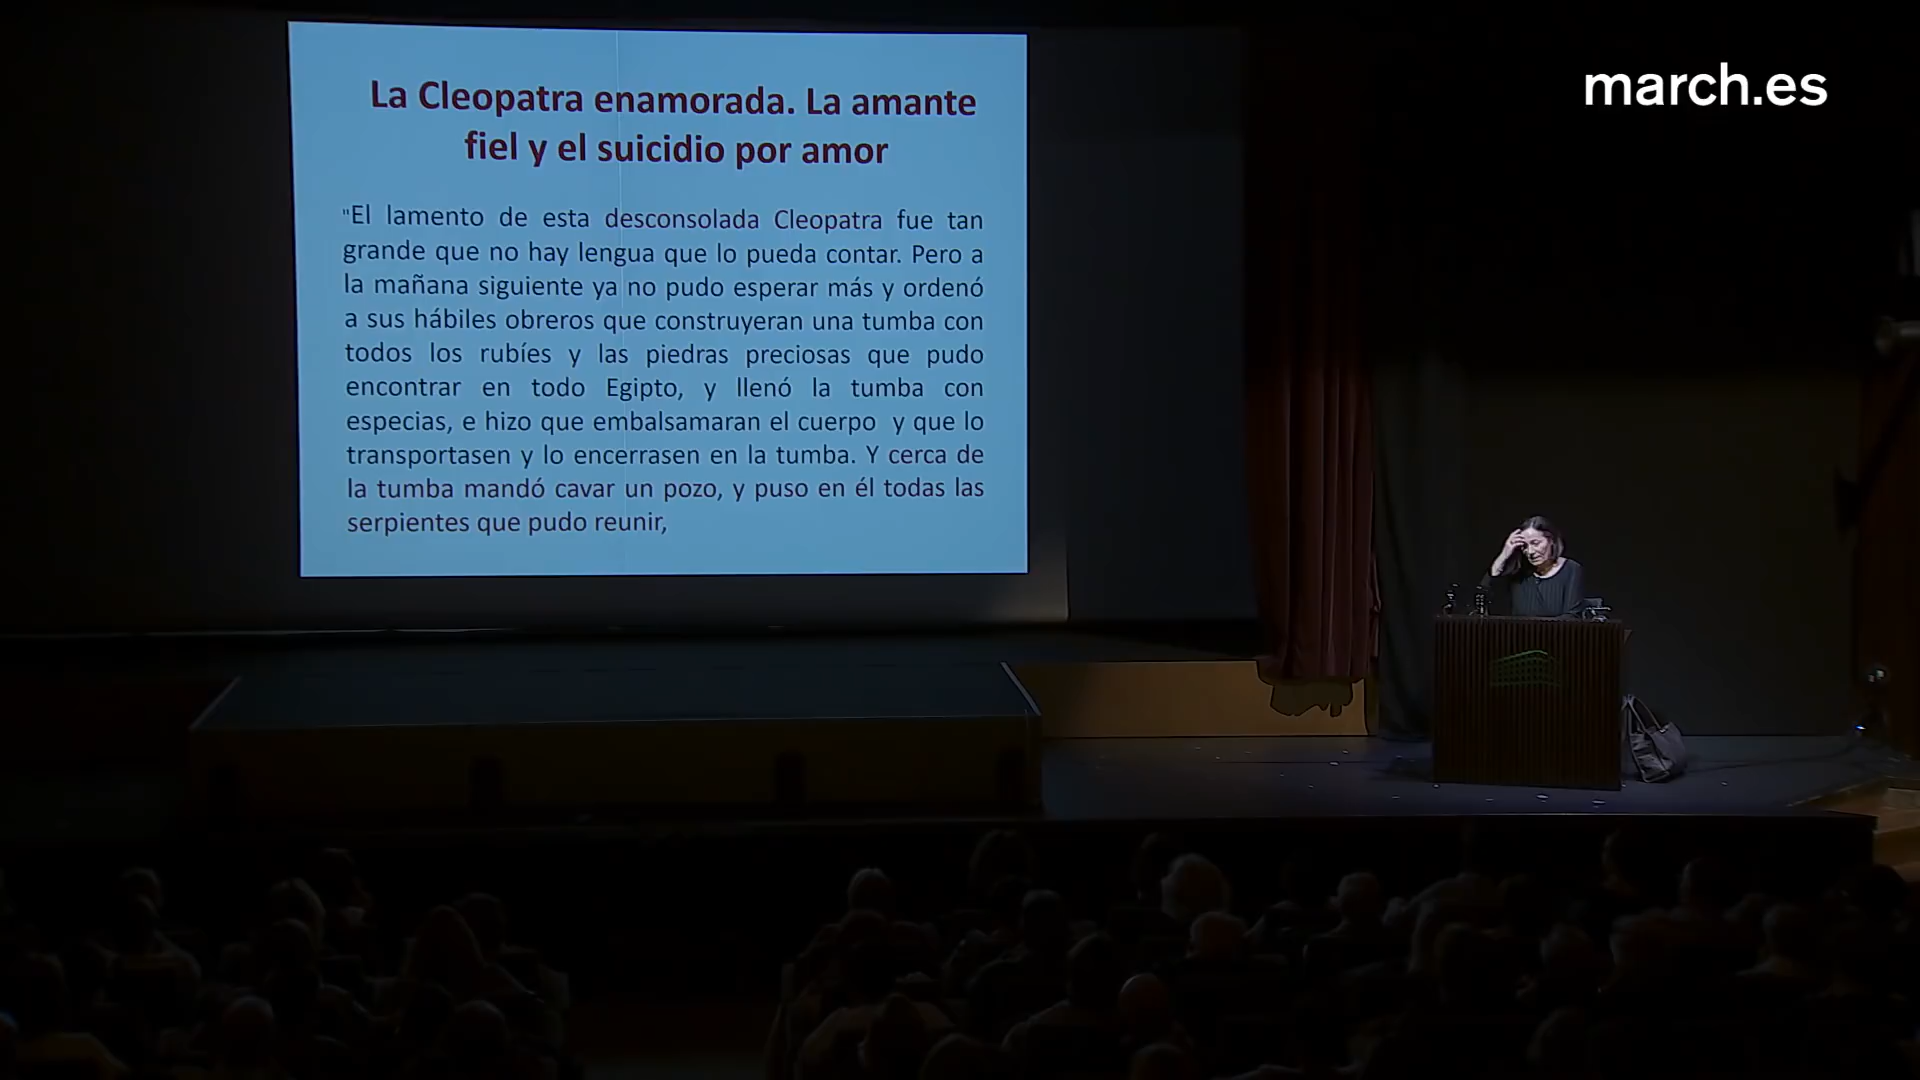 march.es
La Cleopatra enamorada. La amante
fiel y el suicidio por amor
"El lamento de esta desconsolada Cleopatra fue tan
grande que no hay lengua que lo pueda contar. Pero a
la mañana siguiente ya no pudo esperar más y ordenó
a sus hábiles obreros que construyeran una tumba con
todos los rubíes y las piedras preciosas que pudo
encontrar en todo Egipto, y llenó la tumba con
especias, e hizo que embalsamaran el cuerpo y que lo
transportasen y lo encerrasen en la tumba. Y cerca de
la tumba mandó cavar un pozo, y puso en él todas las
serpientes que pudo reunir,